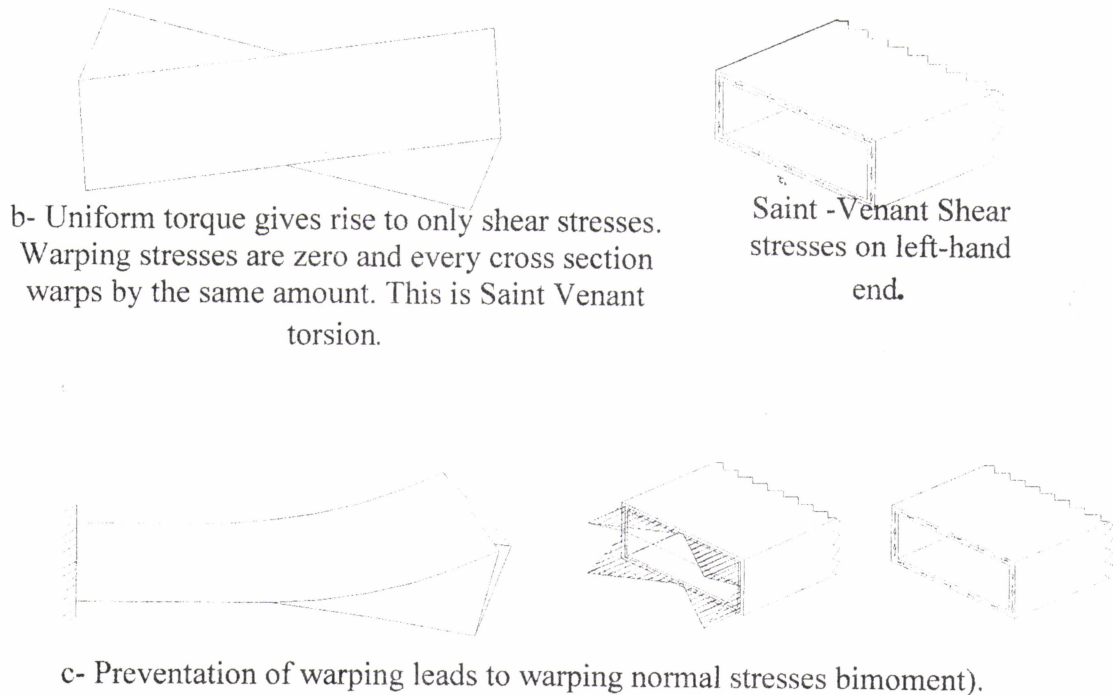 b- Uniform torque gives rise to only shear stresses.
Warping stresses are zero and every cross section
warps by the same amount. This is Saint Venant
torsion.
Saint -Venant Shear
stresses on left-hand
end.
c- Preventation of warping leads to warping normal stresses bimoment).